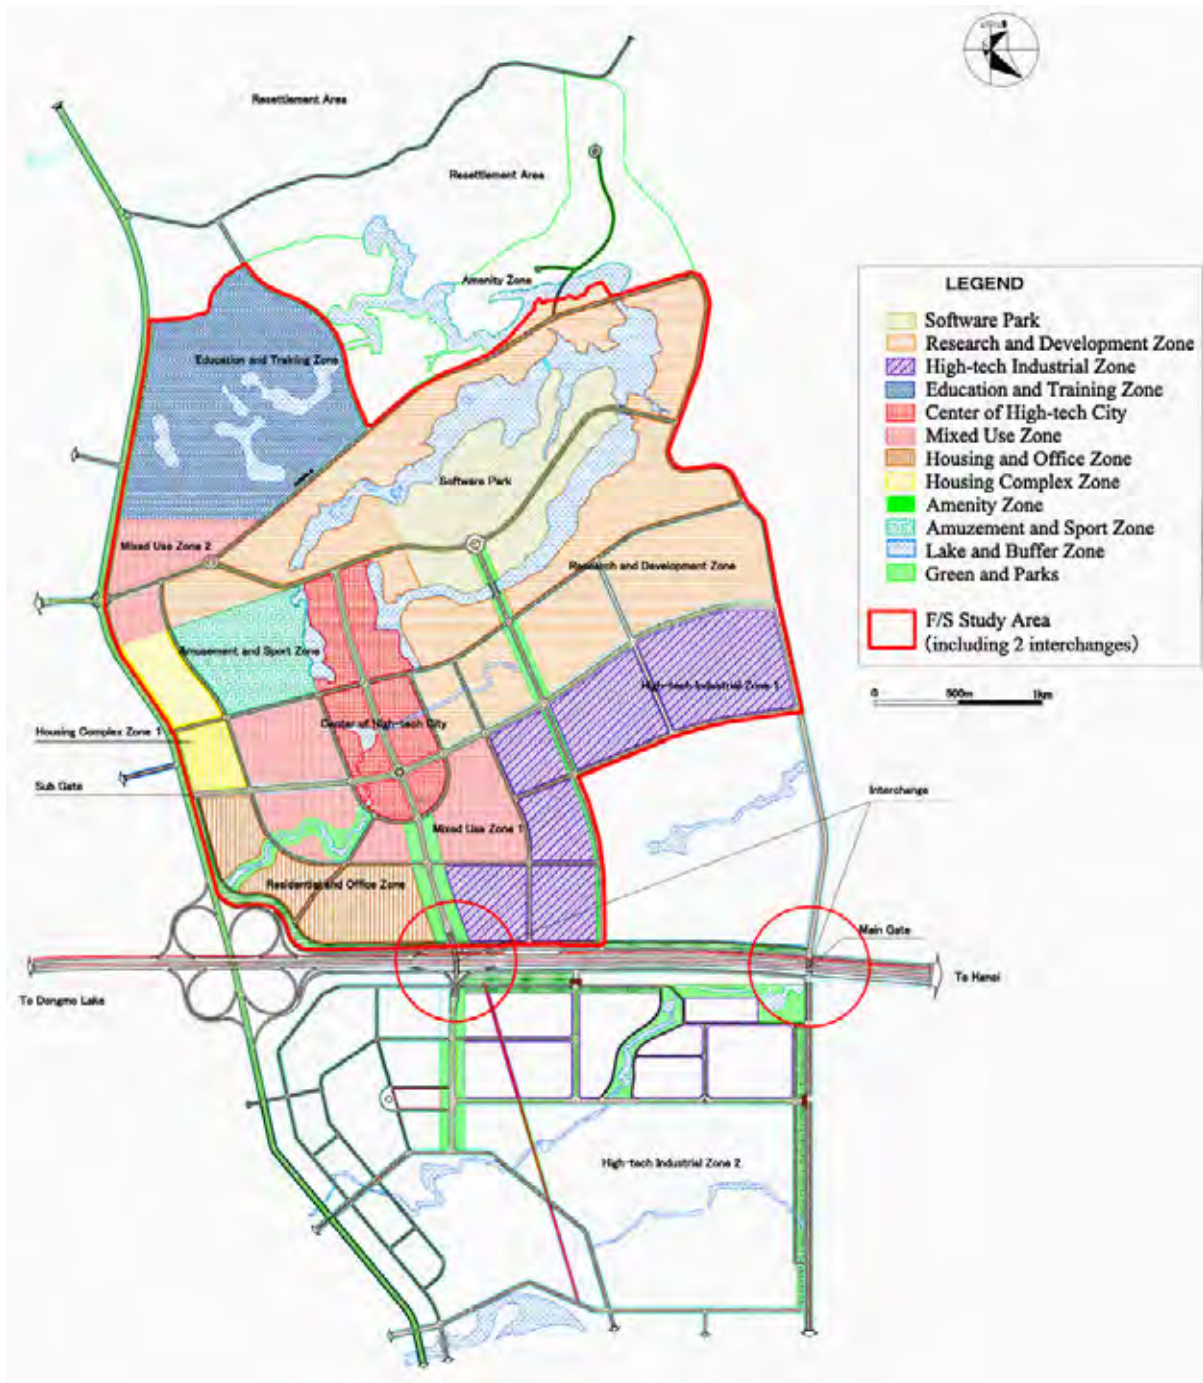 Resettlement Area
Resettlement Area
Amenity Zone
Education and Training Zone
Software Park
Mixed Use Zone 2
Research and Development Zone
Amusement and Sport Zone
High-tech Industrial Zone 1
Center of High-tech City
Housing Complex Zone 1
Sub Gate
Mixed Use Zone 1
Residential and Office Zone
Interchange
Main Gate
To Hanoi
To Dongmo Lake
High-tech Industrial Zone 2
LEGEND
Software Park
Research and Development Zone
High-tech Industrial Zone
Education and Training Zone
Center of High-tech City
Mixed Use Zone
Housing and Office Zone
Housing Complex Zone
Amenity Zone
Amuzement and Sport Zone
Lake and Buffer Zone
Green and Parks
F/S Study Area
(including 2 interchanges)
0 500m 1km